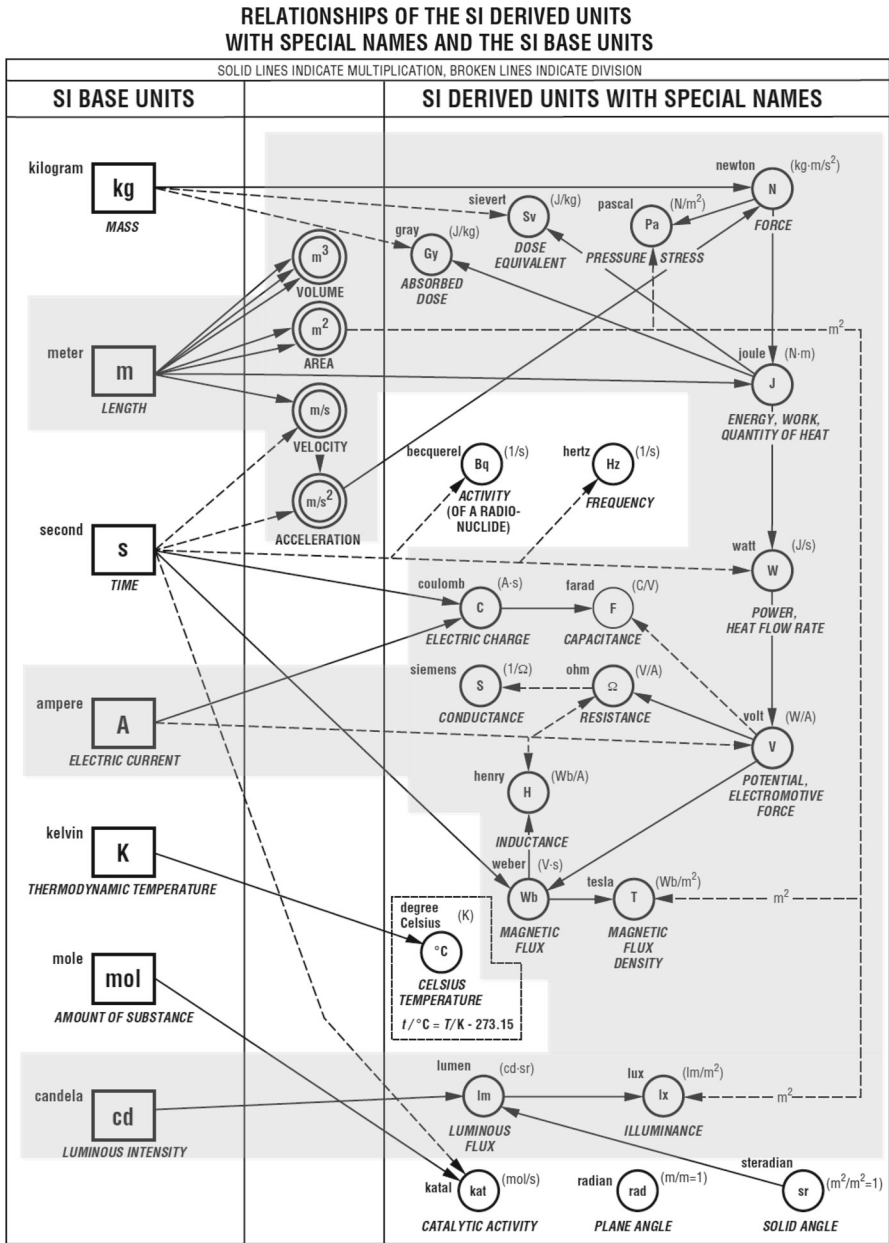 RELATIONSHIPS OF THE SI DERIVED UNITS
WITH SPECIAL NAMES AND THE SI BASE UNITS
SOLID LINES INDICATE MULTIPLICATION, BROKEN LINES INDICATE DIVISION
SI BASE UNITS
SI DERIVED UNITS WITH SPECIAL NAMES
kilogram
kg
MASS
newton
N
(kg·m/s²)
FORCE
sievert
Sv
(J/kg)
DOSE
EQUIVALENT
pascal
Pa
(N/m²)
PRESSURE
STRESS
gray
Gy
(J/kg)
ABSORBED
DOSE
m³
VOLUME
m²
AREA
m²
meter
m
LENGTH
joule
J
(N·m)
ENERGY, WORK,
QUANTITY OF HEAT
m/s
VELOCITY
m/s²
ACCELERATION
becquerel
Bq
(1/s)
ACTIVITY
(OF A RADIO-
NUCLIDE)
hertz
Hz
(1/s)
FREQUENCY
second
s
TIME
watt
W
(J/s)
POWER,
HEAT FLOW RATE
coulomb
C
(A·s)
ELECTRIC CHARGE
farad
F
(C/V)
CAPACITANCE
siemens
S
(1/Ω)
CONDUCTANCE
ohm
Ω
(V/A)
RESISTANCE
ampere
A
ELECTRIC CURRENT
volt
V
(W/A)
POTENTIAL,
ELECTROMOTIVE
FORCE
henry
H
(Wb/A)
INDUCTANCE
kelvin
K
THERMODYNAMIC TEMPERATURE
weber
Wb
(V·s)
MAGNETIC
FLUX
tesla
T
(Wb/m²)
MAGNETIC
FLUX
DENSITY
m²
degree
Celsius
(K)
°C
CELSIUS
TEMPERATURE
t/°C = T/K - 273.15
mole
mol
AMOUNT OF SUBSTANCE
candela
cd
LUMINOUS INTENSITY
lumen
lm
(cd·sr)
LUMINOUS
FLUX
lux
lx
(lm/m²)
ILLUMINANCE
m²
katal
kat
(mol/s)
CATALYTIC ACTIVITY
radian
rad
(m/m=1)
PLANE ANGLE
steradian
sr
(m²/m²=1)
SOLID ANGLE